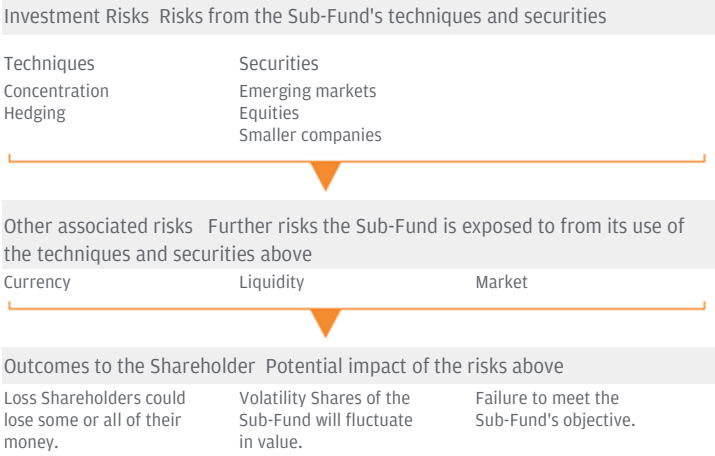 Investment Risks Risks from the Sub-Fund's techniques and securities
Techniques
Concentration
Hedging
Securities
Emerging markets
Equities
Smaller companies
Other associated risks Further risks the Sub-Fund is exposed to from its use of
the techniques and securities above
Currency
Liquidity
Market
Outcomes to the Shareholder Potential impact of the risks above
Loss Shareholders could
lose some or all of their
money.
Volatility Shares of the
Sub-Fund will fluctuate
in value.
Failure to meet the
Sub-Fund's objective.